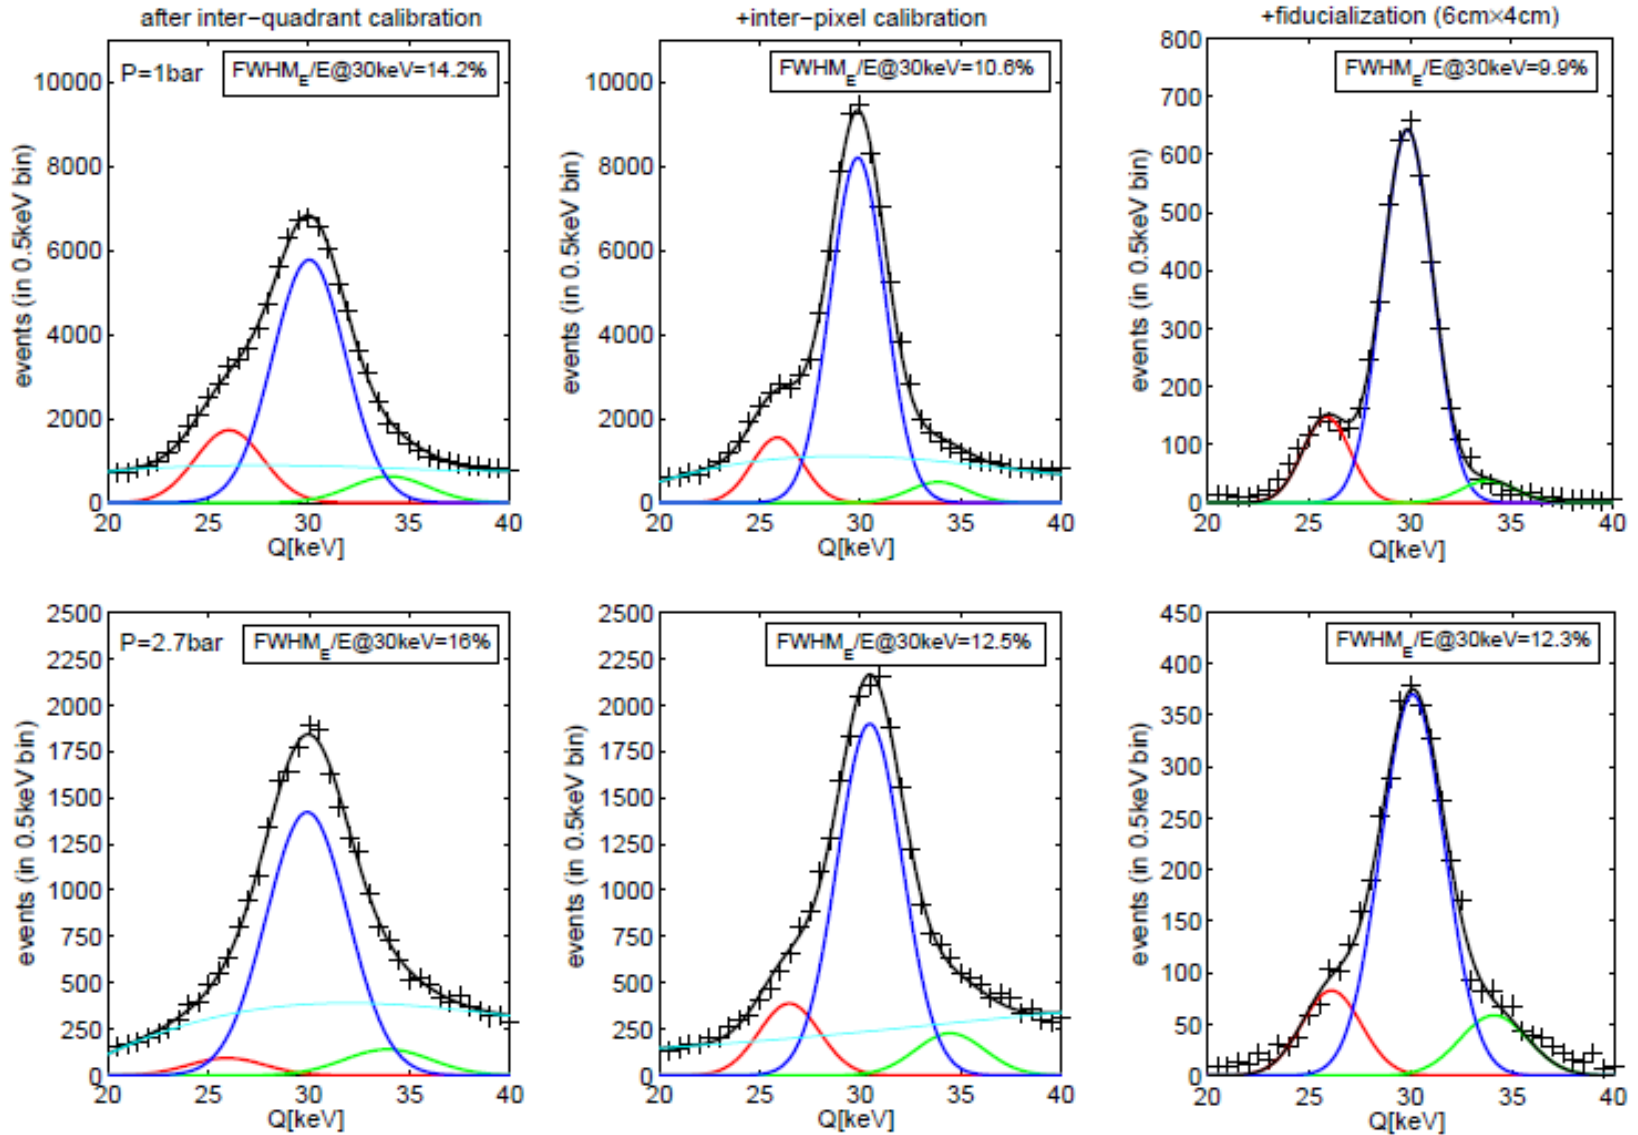 after inter-quadrant calibration
+inter-pixel calibration
+fiducialization (6cm×4cm)
P=1bar
FWHM_E/E@30keV=14.2%
10000
8000
6000
4000
2000
0
20 25 30 35 40
Q[keV]
events (in 0.5keV bin)
FWHM_E/E@30keV=10.6%
10000
8000
6000
4000
2000
0
20 25 30 35 40
Q[keV]
events (in 0.5keV bin)
FWHM_E/E@30keV=9.9%
800
700
600
500
400
300
200
100
0
20 25 30 35 40
Q[keV]
events (in 0.5keV bin)
P=2.7bar
FWHM_E/E@30keV=16%
2500
2250
2000
1750
1500
1250
1000
750
500
250
0
20 25 30 35 40
Q[keV]
events (in 0.5keV bin)
FWHM_E/E@30keV=12.5%
2500
2250
2000
1750
1500
1250
1000
750
500
250
0
20 25 30 35 40
Q[keV]
events (in 0.5keV bin)
FWHM_E/E@30keV=12.3%
450
400
350
300
250
200
150
100
50
0
20 25 30 35 40
Q[keV]
events (in 0.5keV bin)